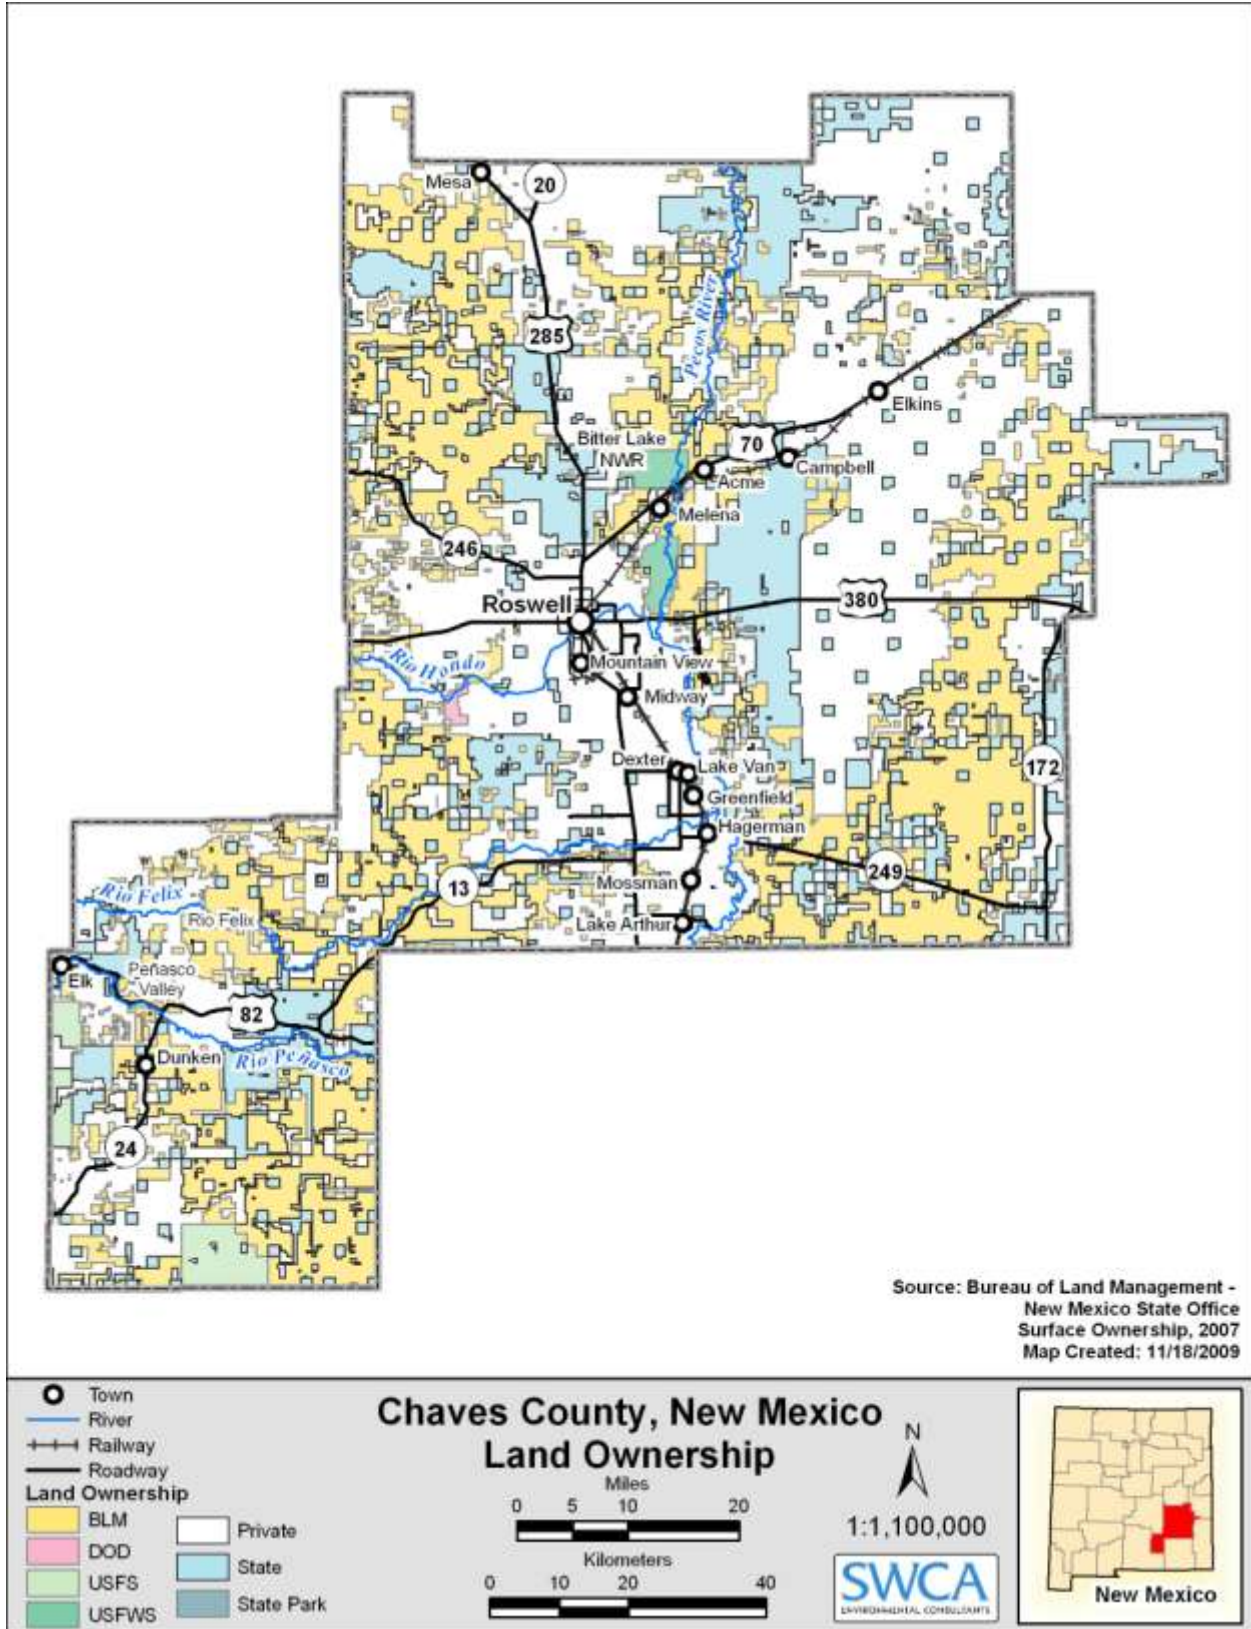 Mesa
20
285
Pecos River
Elkins
Bitter Lake
NWR
70
Campbell
Acme
Melena
246
Roswell
380
Rio Hondo
Mountain View
Midway
Dexter
Lake Van
172
Greenfield
Hagerman
249
13
Mossman
Rio Felix
Rio Felix
Lake Arthur
Elk
Peñasco
Valley
82
Dunken
Rio Peñasco
24
Source: Bureau of Land Management -
New Mexico State Office
Surface Ownership, 2007
Map Created: 11/18/2009
Town
River
Railway
Roadway
Land Ownership
BLM
DOD
USFS
USFWS
Private
State
State Park
Chaves County, New Mexico
Land Ownership
Miles
0 5 10 20
Kilometers
0 10 20 40
N
1:1,100,000
SWCA
ENVIRONMENTAL CONSULTANTS
New Mexico